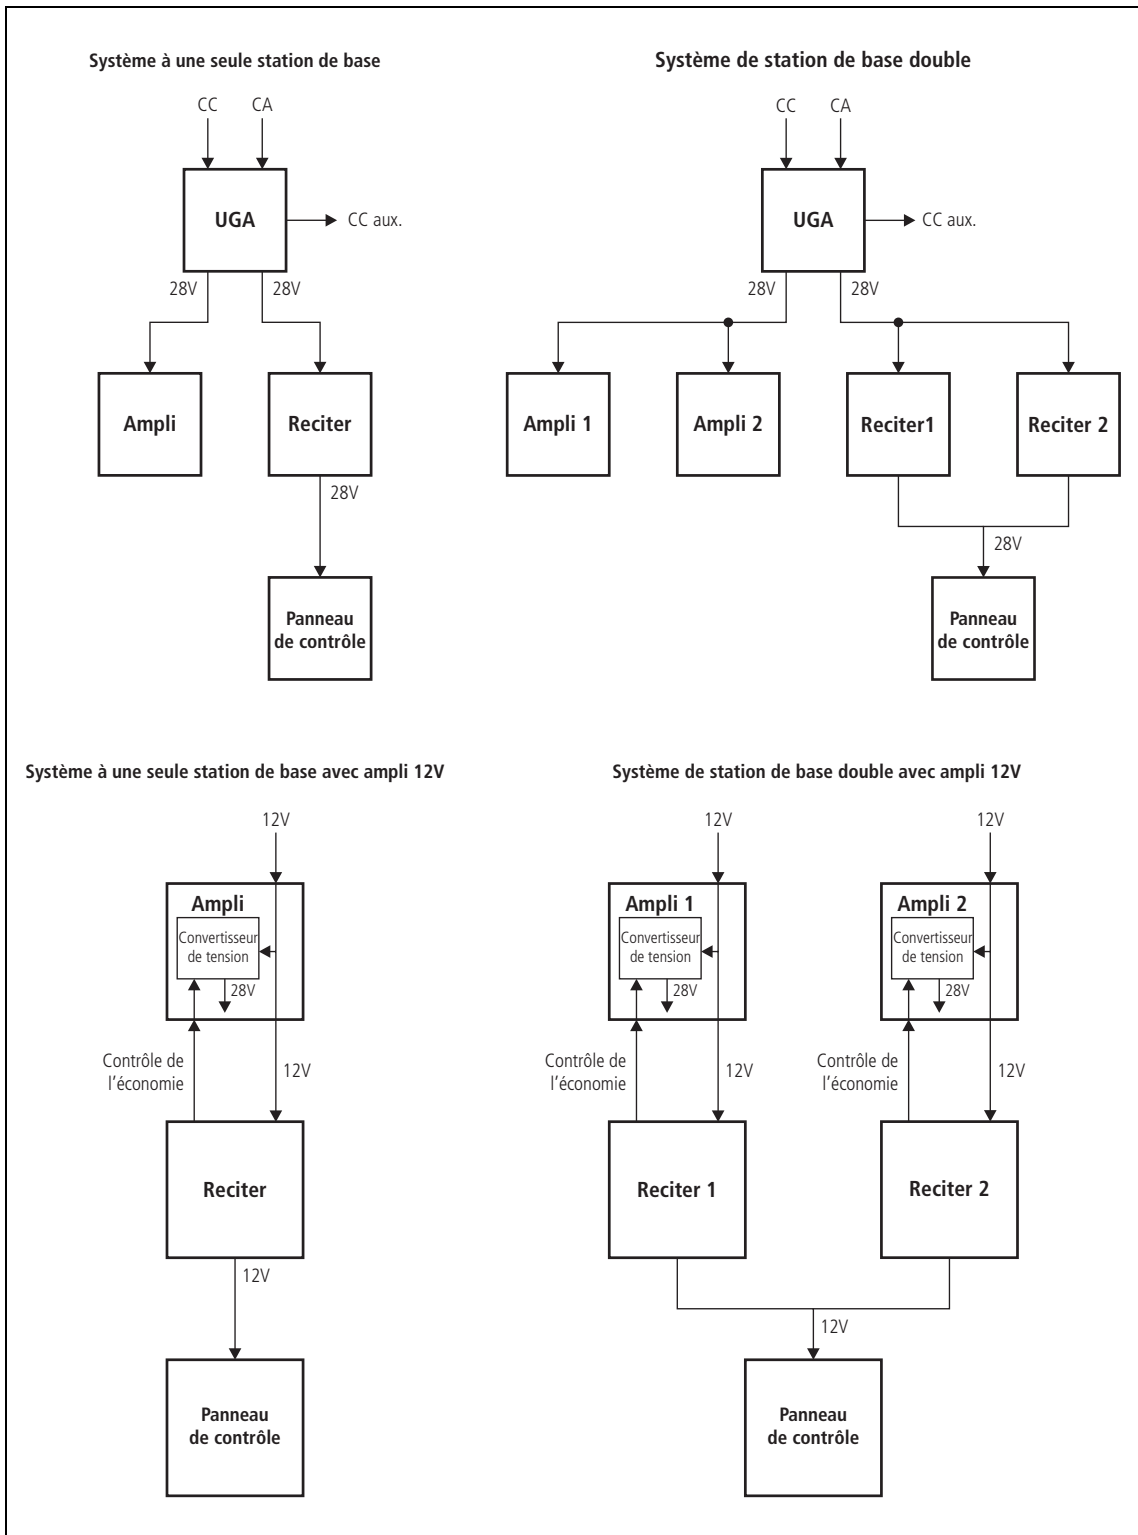 Système à une seule station de base
CC
CA
UGA
CC aux.
28V
28V
Ampli
Reciter
28V
Panneau
de contrôle
Système de station de base double
CC
CA
UGA
CC aux.
28V
28V
Ampli 1
Ampli 2
Reciter1
Reciter 2
28V
Panneau
de contrôle
Système à une seule station de base avec ampli 12V
12V
Ampli
Convertisseur
de tension
28V
Contrôle de
l'économie
12V
Reciter
12V
Panneau
de contrôle
Système de station de base double avec ampli 12V
12V
Ampli 1
Convertisseur
de tension
28V
Contrôle de
l'économie
12V
Reciter 1
12V
Ampli 2
Convertisseur
de tension
28V
Contrôle de
l'économie
12V
Reciter 2
12V
Panneau
de contrôle